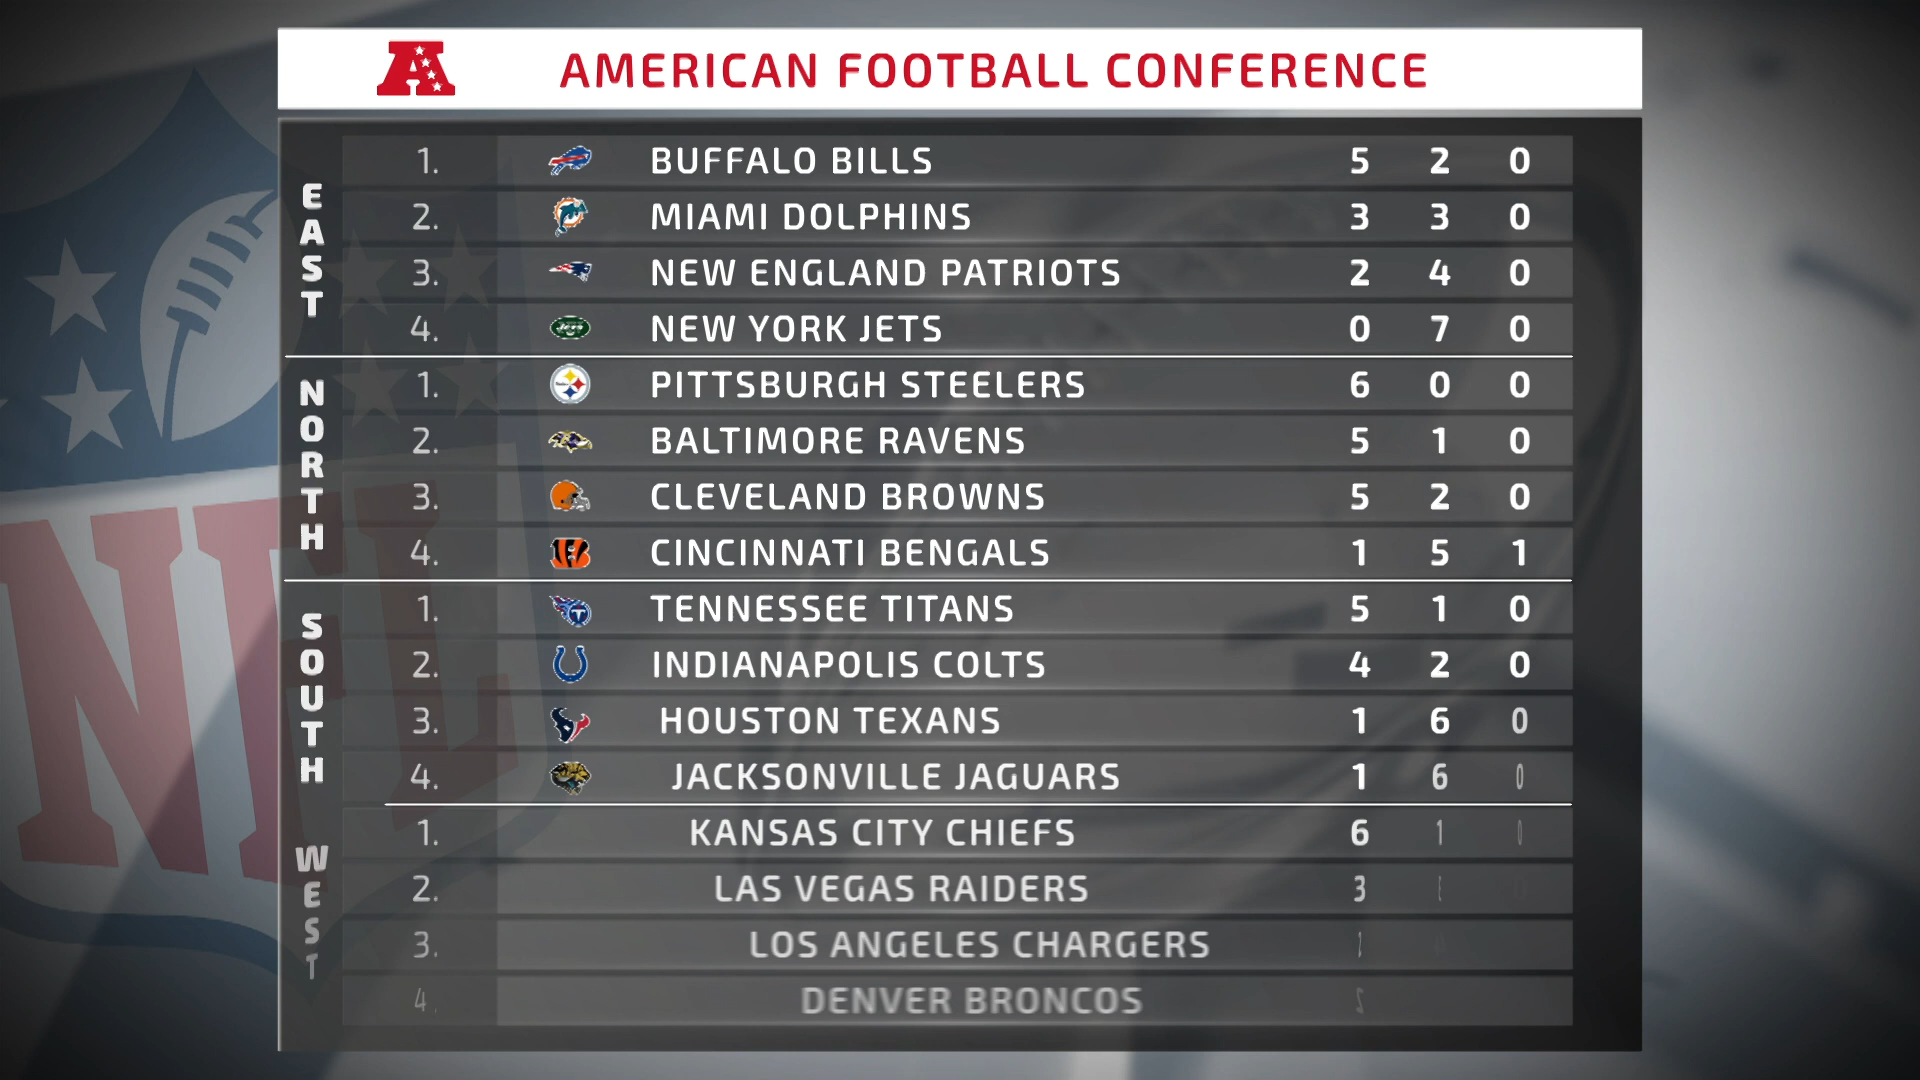 AMERICAN FOOTBALL CONFERENCE
EAST
1. BUFFALO BILLS 5 2 0
2. MIAMI DOLPHINS 3 3 0
3. NEW ENGLAND PATRIOTS 2 4 0
4. NEW YORK JETS 0 7 0
NORTH
1. PITTSBURGH STEELERS 6 0 0
2. BALTIMORE RAVENS 5 1 0
3. CLEVELAND BROWNS 5 2 0
4. CINCINNATI BENGALS 1 5 1
SOUTH
1. TENNESSEE TITANS 5 1 0
2. INDIANAPOLIS COLTS 4 2 0
3. HOUSTON TEXANS 1 6 0
4. JACKSONVILLE JAGUARS 1 6 0
WEST
1. KANSAS CITY CHIEFS 6 1 0
2. LAS VEGAS RAIDERS 3
3. LOS ANGELES CHARGERS
4. DENVER BRONCOS
NFL